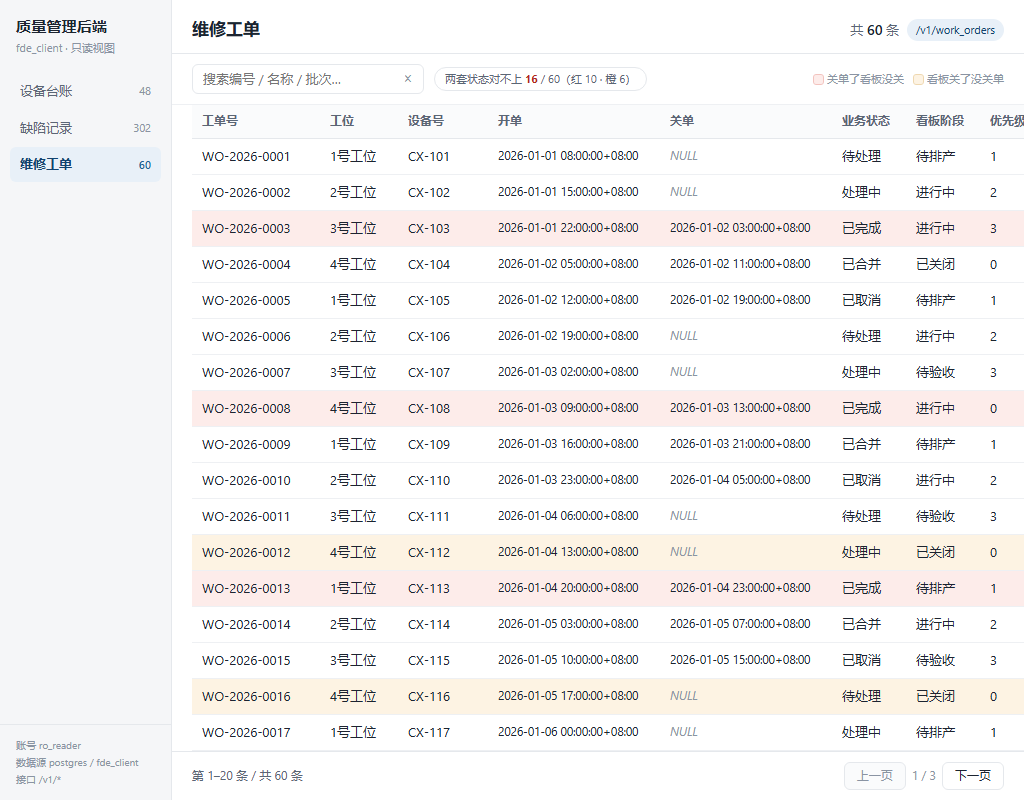 质量管理后端
fde_client · 只读视图
设备台账 48
缺陷记录 302
维修工单 60
账号 ro_reader
数据源 postgres / fde_client
接口 /v1/*
维修工单
共 60 条 /v1/work_orders
搜索编号 / 名称 / 批次... ×
两套状态对不上 16 / 60（红 10 · 橙 6）
关单了看板没关 看板关了没关单
工单号 工位 设备号 开单 关单 业务状态 看板阶段 优先级
WO-2026-0001 1号工位 CX-101 2026-01-01 08:00:00+08:00 NULL 待处理 待排产 1
WO-2026-0002 2号工位 CX-102 2026-01-01 15:00:00+08:00 NULL 处理中 进行中 2
WO-2026-0003 3号工位 CX-103 2026-01-01 22:00:00+08:00 2026-01-02 03:00:00+08:00 已完成 进行中 3
WO-2026-0004 4号工位 CX-104 2026-01-02 05:00:00+08:00 2026-01-02 11:00:00+08:00 已合并 已关闭 0
WO-2026-0005 1号工位 CX-105 2026-01-02 12:00:00+08:00 2026-01-02 19:00:00+08:00 已取消 待排产 1
WO-2026-0006 2号工位 CX-106 2026-01-02 19:00:00+08:00 NULL 待处理 进行中 2
WO-2026-0007 3号工位 CX-107 2026-01-03 02:00:00+08:00 NULL 处理中 待验收 3
WO-2026-0008 4号工位 CX-108 2026-01-03 09:00:00+08:00 2026-01-03 13:00:00+08:00 已完成 进行中 0
WO-2026-0009 1号工位 CX-109 2026-01-03 16:00:00+08:00 2026-01-03 21:00:00+08:00 已合并 待排产 1
WO-2026-0010 2号工位 CX-110 2026-01-03 23:00:00+08:00 2026-01-04 05:00:00+08:00 已取消 进行中 2
WO-2026-0011 3号工位 CX-111 2026-01-04 06:00:00+08:00 NULL 待处理 待验收 3
WO-2026-0012 4号工位 CX-112 2026-01-04 13:00:00+08:00 NULL 处理中 已关闭 0
WO-2026-0013 1号工位 CX-113 2026-01-04 20:00:00+08:00 2026-01-04 23:00:00+08:00 已完成 待排产 1
WO-2026-0014 2号工位 CX-114 2026-01-05 03:00:00+08:00 2026-01-05 07:00:00+08:00 已合并 进行中 2
WO-2026-0015 3号工位 CX-115 2026-01-05 10:00:00+08:00 2026-01-05 15:00:00+08:00 已取消 待验收 3
WO-2026-0016 4号工位 CX-116 2026-01-05 17:00:00+08:00 NULL 待处理 已关闭 0
WO-2026-0017 1号工位 CX-117 2026-01-06 00:00:00+08:00 NULL 处理中 待排产 1
第 1–20 条 / 共 60 条 上一页 1 / 3 下一页